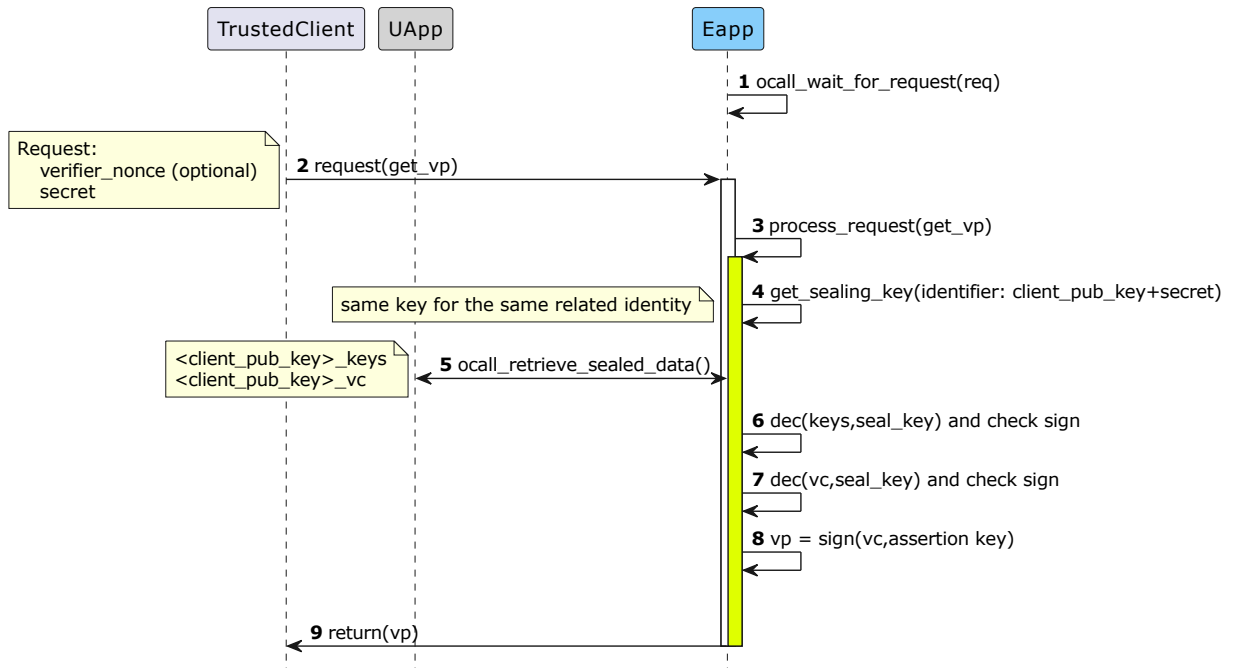 TrustedClient
UApp
Eapp
1 ocall_wait_for_request(req)
Request:
verifier_nonce (optional)
secret
2 request(get_vp)
3 process_request(get_vp)
same key for the same related identity
4 get_sealing_key(identifier: client_pub_key+secret)
<client_pub_key>_keys
<client_pub_key>_vc
5 ocall_retrieve_sealed_data()
6 dec(keys,seal_key) and check sign
7 dec(vc,seal_key) and check sign
8 vp = sign(vc,assertion key)
9 return(vp)